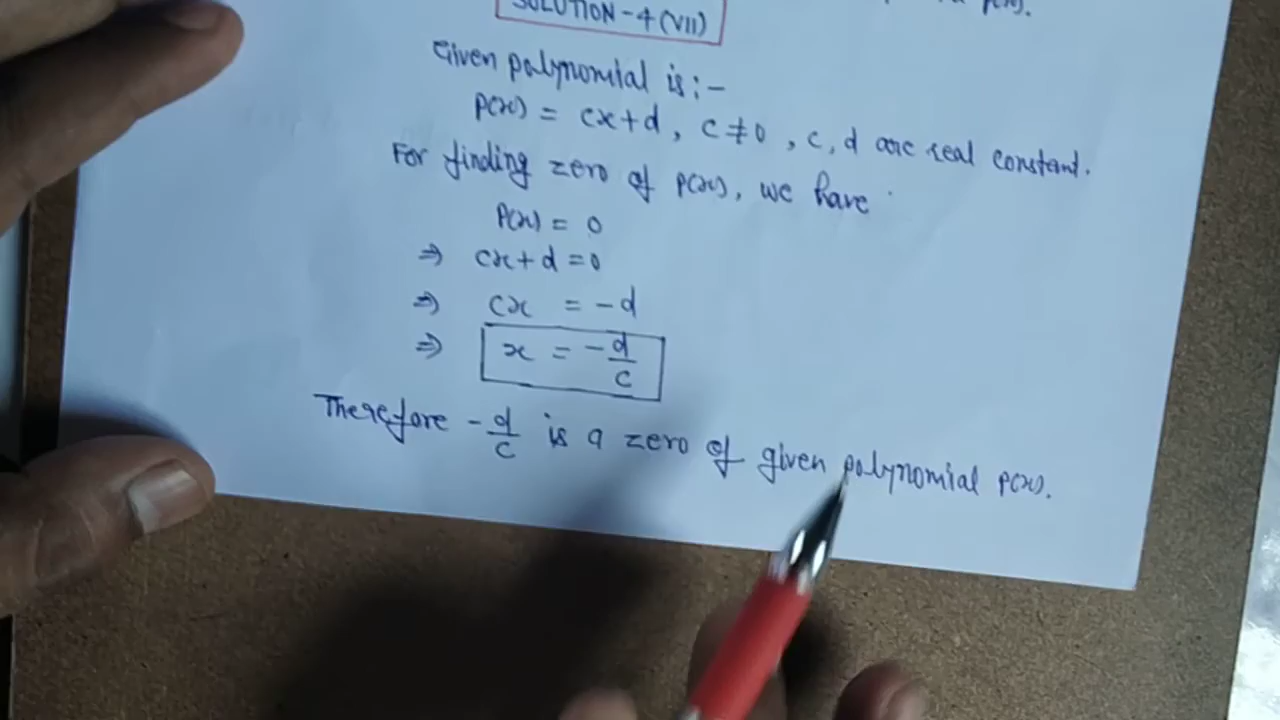 P(x).
SOLUTION-4(VII)
Given polynomial is:-
P(x) = cx+d, c≠0, c, d are real constant.
For finding zero of P(x), we have
P(x) = 0
⇒ cx+d=0
⇒ cx = -d
⇒ x = -d/c
Therefore -d/c is a zero of given polynomial P(x).